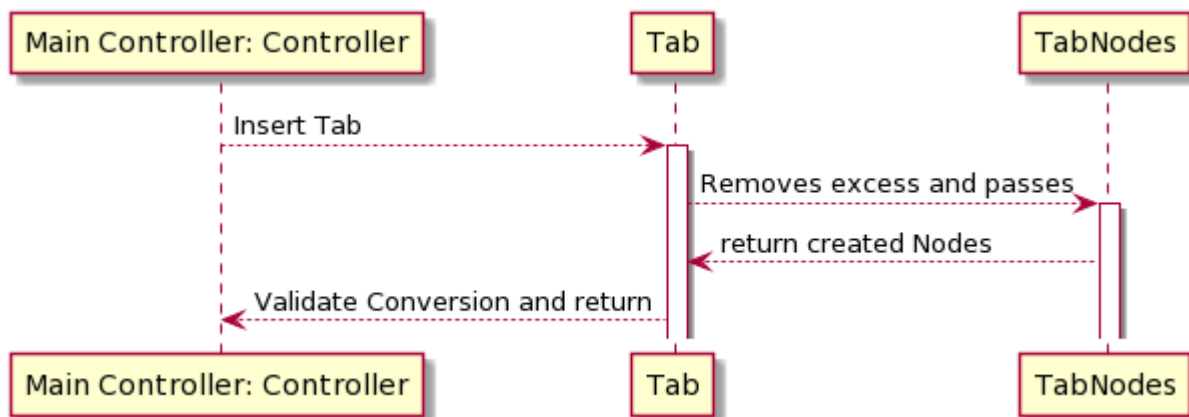 Main Controller: Controller
Tab
TabNodes
Insert Tab
Removes excess and passes
return created Nodes
Validate Conversion and return
Main Controller: Controller
Tab
TabNodes